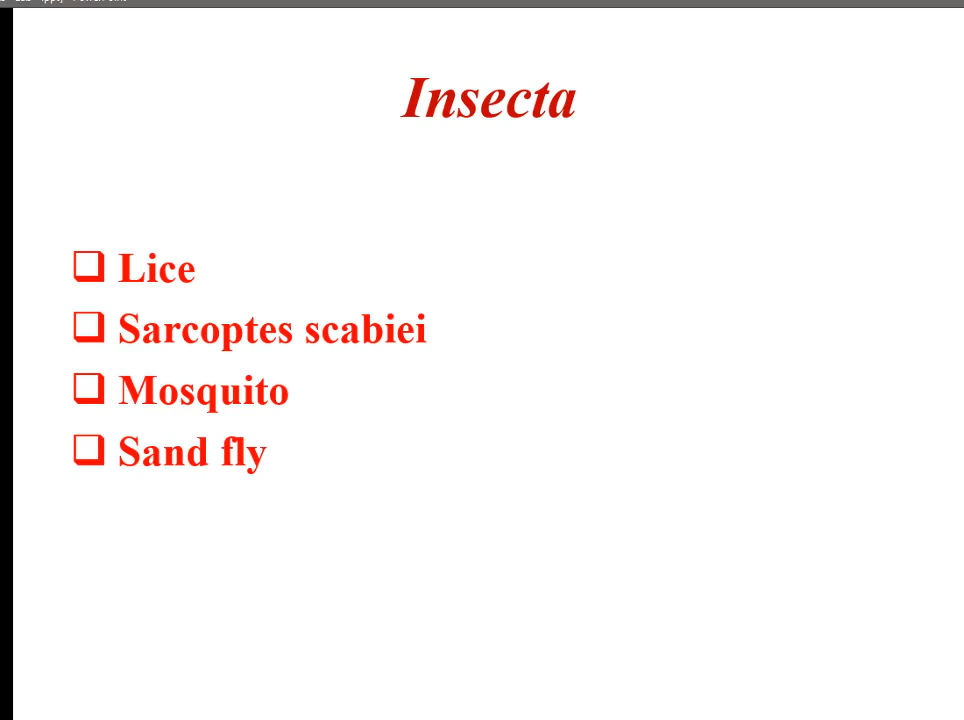 Insecta
Lice
Sarcoptes scabiei
Mosquito
Sand fly